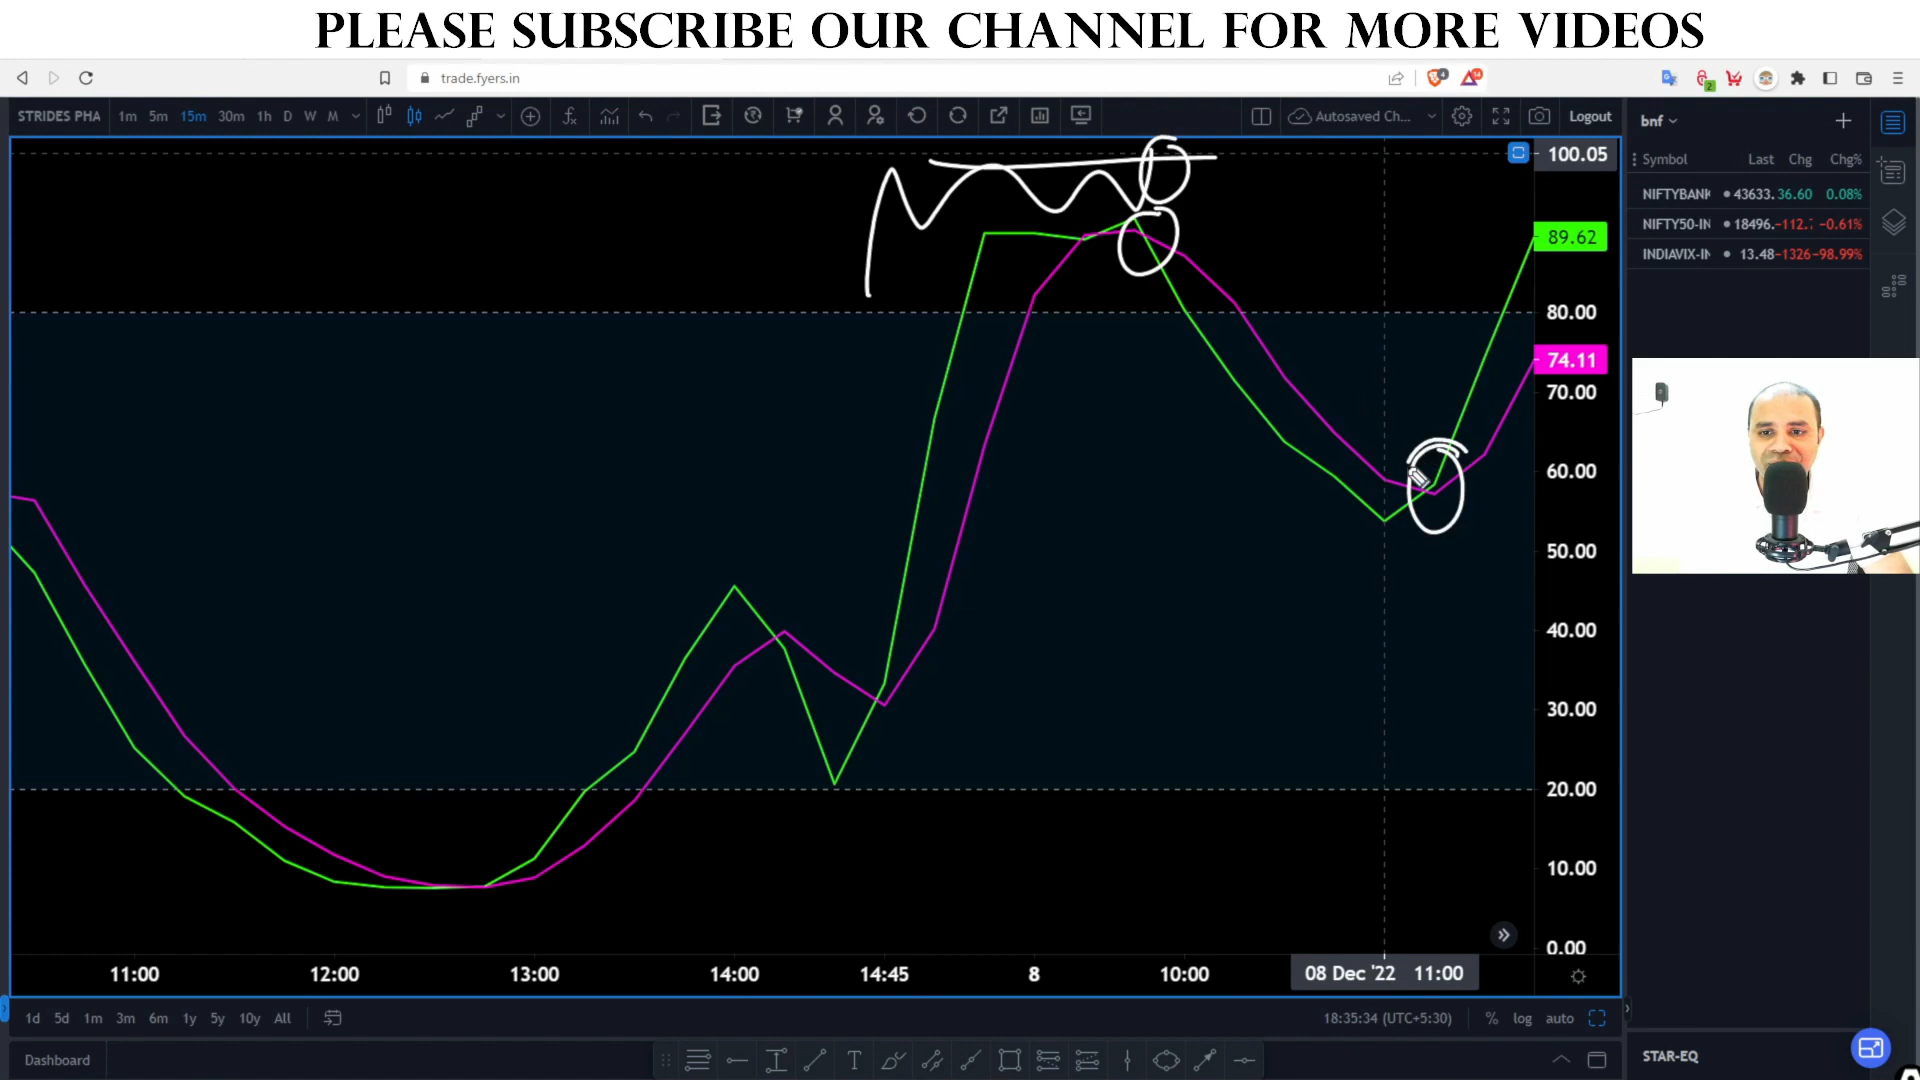 PLEASE SUBSCRIBE OUR CHANNEL FOR MORE VIDEOS
trade.fyers.in
STRIDES PHA 1m 5m 15m 30m 1h D W M Autosaved Ch... Logout
bnf
Symbol Last Chg Chg%
NIFTYBANK 43633. 36.60 0.08%
NIFTY50-IN 18496. -112. -0.61%
INDIAVIX-IN 13.48 -1326 -98.99%
100.05
89.62
80.00
74.11
70.00
60.00
50.00
40.00
30.00
20.00
10.00
0.00
11:00 12:00 13:00 14:00 14:45 8 10:00 08 Dec '22 11:00
1d 5d 1m 3m 6m 1y 5y 10y All 18:35:34 (UTC+5:30) % log auto
Dashboard
STAR-EQ